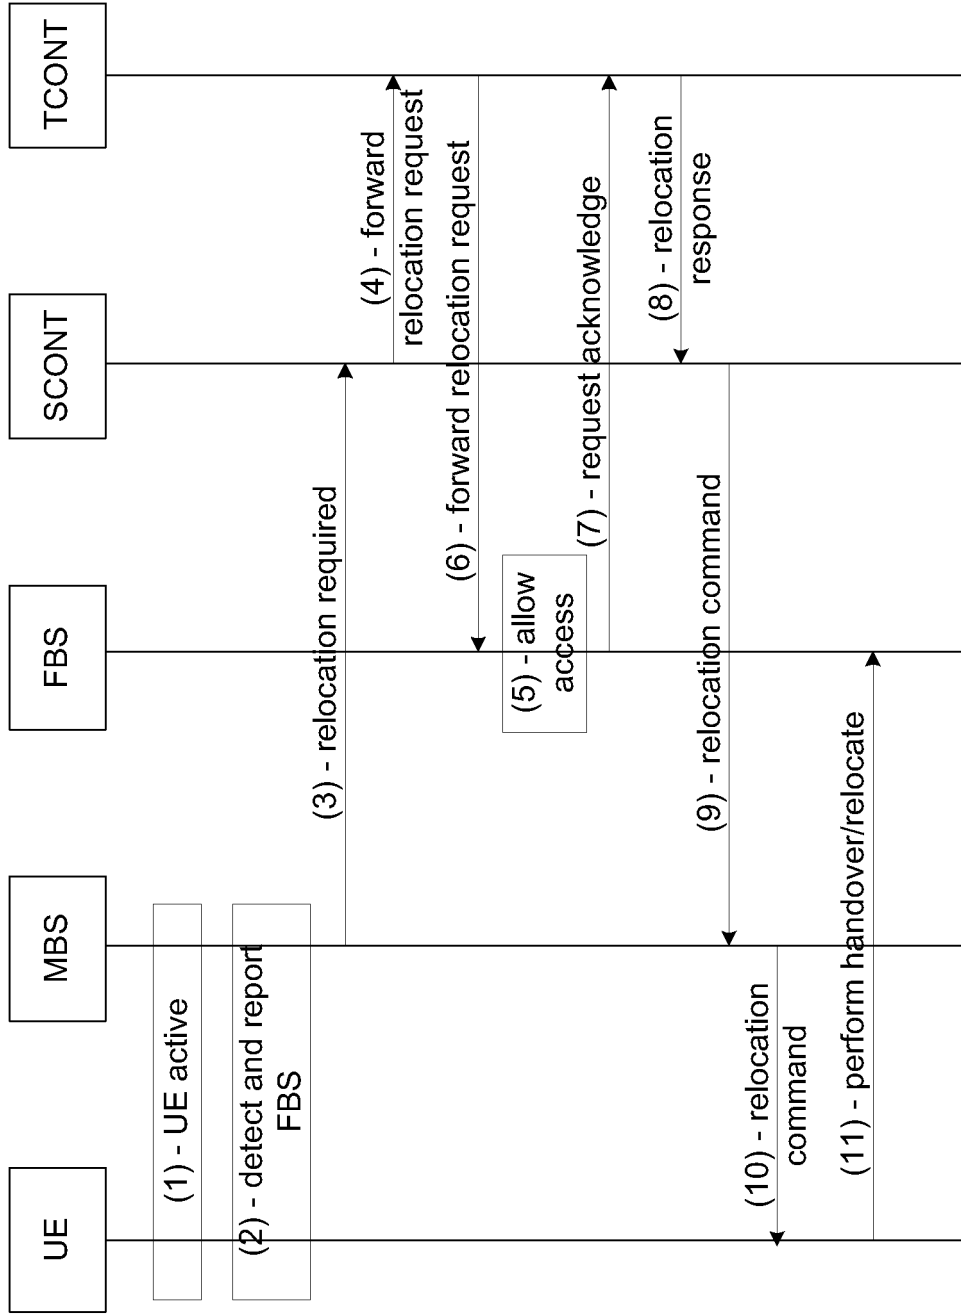 UE
MBS
FBS
SCONT
TCONT
(1) - UE active
(2) - detect and report
FBS
(3) - relocation required
(4) - forward
relocation request
(6) - forward relocation request
(5) - allow
access
(7) - request acknowledge
(8) - relocation
response
(9) - relocation command
(10) - relocation
command
(11) - perform handover/relocate